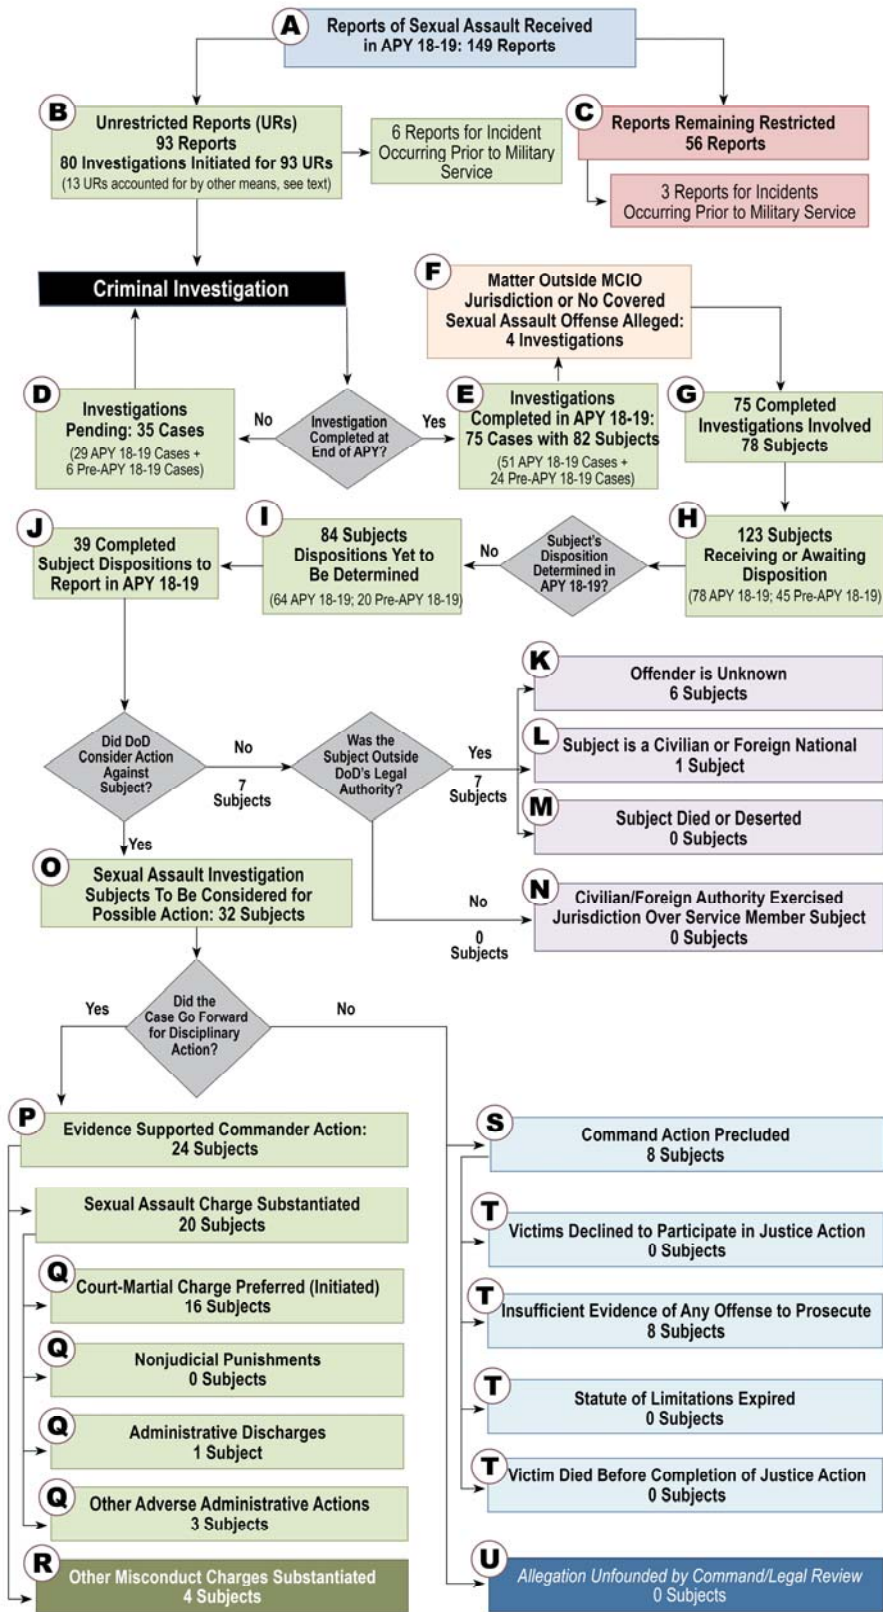 A
Reports of Sexual Assault Received
in APY 18-19: 149 Reports
B
Unrestricted Reports (URs)
93 Reports
80 Investigations Initiated for 93 URs
(13 URs accounted for by other means, see text)
6 Reports for Incident
Occurring Prior to Military
Service
C
Reports Remaining Restricted
56 Reports
3 Reports for Incidents
Occurring Prior to Military Service
Criminal Investigation
F
Matter Outside MCIO
Jurisdiction or No Covered
Sexual Assault Offense Alleged:
4 Investigations
D
Investigations
Pending: 35 Cases
(29 APY 18-19 Cases +
6 Pre-APY 18-19 Cases)
No
Investigation
Completed at
End of APY?
Yes
E
Investigations
Completed in APY 18-19:
75 Cases with 82 Subjects
(51 APY 18-19 Cases +
24 Pre-APY 18-19 Cases)
G
75 Completed
Investigations Involved
78 Subjects
H
123 Subjects
Receiving or Awaiting
Disposition
(78 APY 18-19; 45 Pre-APY 18-19)
Subject's
Disposition
Determined in
APY 18-19?
No
I
84 Subjects
Dispositions Yet to
Be Determined
(64 APY 18-19; 20 Pre-APY 18-19)
J
39 Completed
Subject Dispositions to
Report in APY 18-19
Did DoD
Consider Action
Against
Subject?
No
7
Subjects
Was the
Subject Outside
DoD's Legal
Authority?
Yes
7
Subjects
K
Offender is Unknown
6 Subjects
L
Subject is a Civilian or Foreign National
1 Subject
M
Subject Died or Deserted
0 Subjects
No
0
Subjects
N
Civilian/Foreign Authority Exercised
Jurisdiction Over Service Member Subject
0 Subjects
Yes
O
Sexual Assault Investigation
Subjects To Be Considered for
Possible Action: 32 Subjects
Yes
Did the
Case Go Forward
for Disciplinary
Action?
No
P
Evidence Supported Commander Action:
24 Subjects
Sexual Assault Charge Substantiated
20 Subjects
Q
Court-Martial Charge Preferred (Initiated)
16 Subjects
Q
Nonjudicial Punishments
0 Subjects
Q
Administrative Discharges
1 Subject
Q
Other Adverse Administrative Actions
3 Subjects
R
Other Misconduct Charges Substantiated
4 Subjects
S
Command Action Precluded
8 Subjects
T
Victims Declined to Participate in Justice Action
0 Subjects
T
Insufficient Evidence of Any Offense to Prosecute
8 Subjects
T
Statute of Limitations Expired
0 Subjects
T
Victim Died Before Completion of Justice Action
0 Subjects
U
Allegation Unfounded by Command/Legal Review
0 Subjects